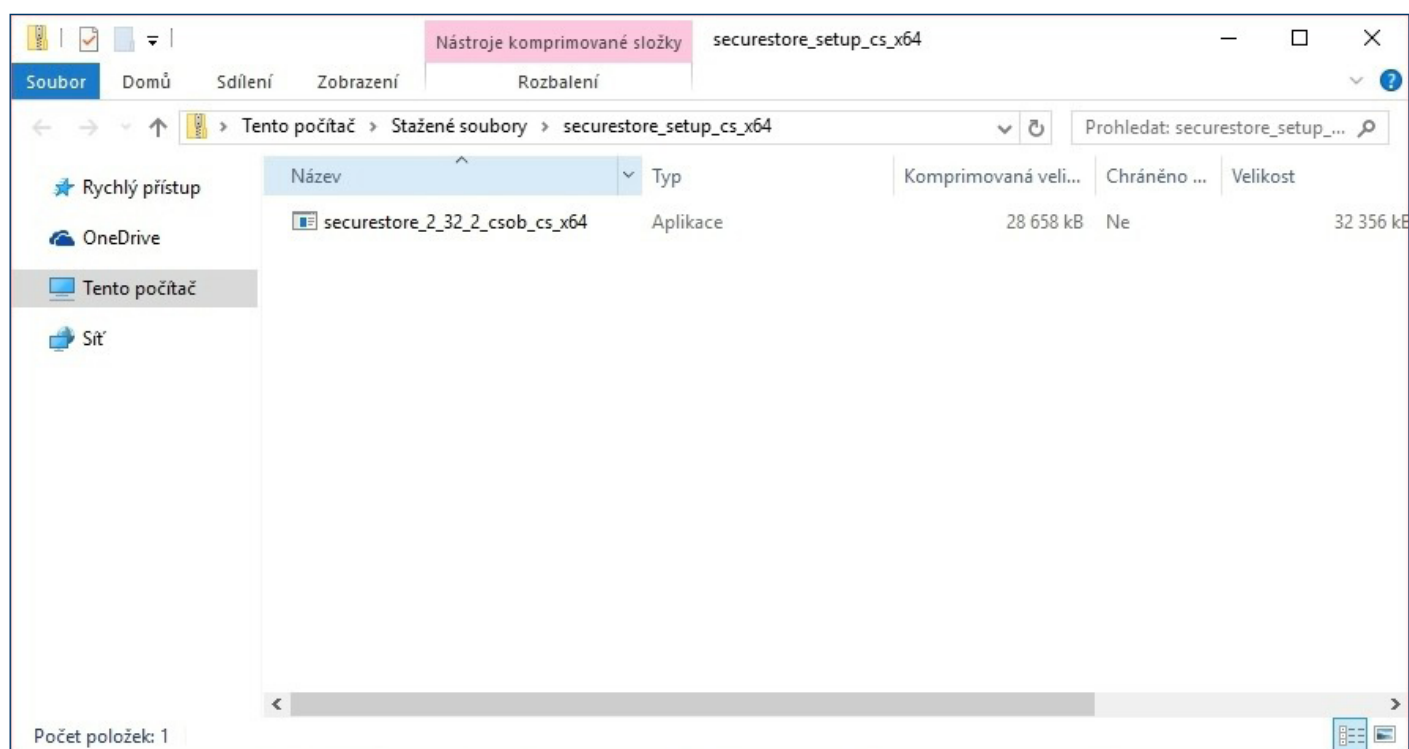 Nástroje komprimované složky securestore_setup_cs_x64
Soubor Domů Sdílení Zobrazení Rozbalení
Tento počítač > Stažené soubory > securestore_setup_cs_x64 Prohledat: securestore_setup_...
Název Typ Komprimovaná veli... Chráněno ... Velikost
securestore_2_32_2_csob_cs_x64 Aplikace 28 658 kB Ne 32 356 kB
Rychlý přístup
OneDrive
Tento počítač
Síť
Počet položek: 1